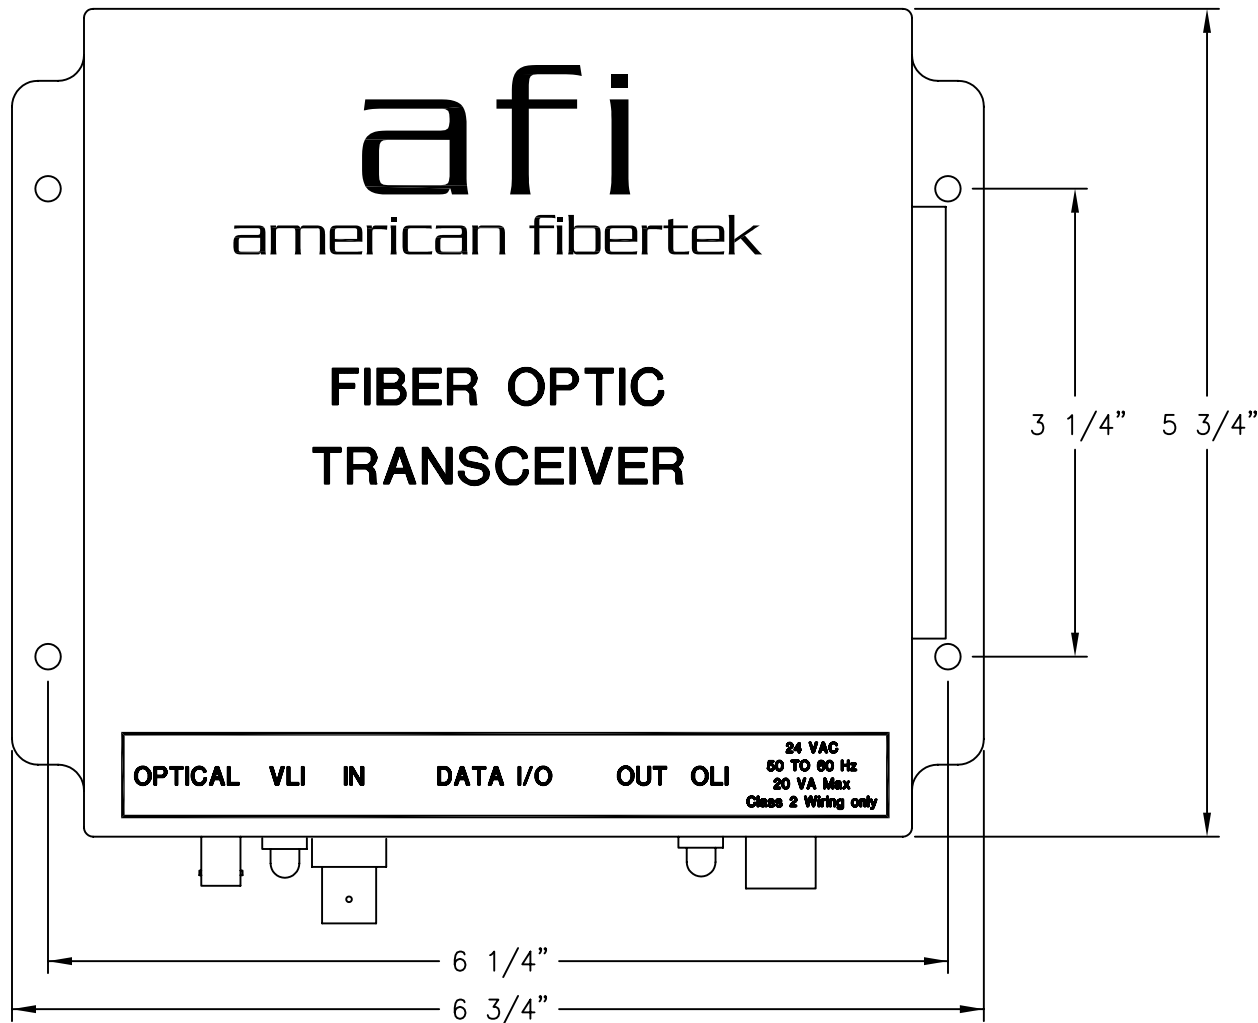 afi
american fibertek
FIBER OPTIC
TRANSCEIVER
3 1/4”
5 3/4”
OPTICAL VLI IN DATA I/O OUT OLI
24 VAC
50 TO 60 Hz
20 VA Max
Class 2 Wiring only
6 1/4”
6 3/4”